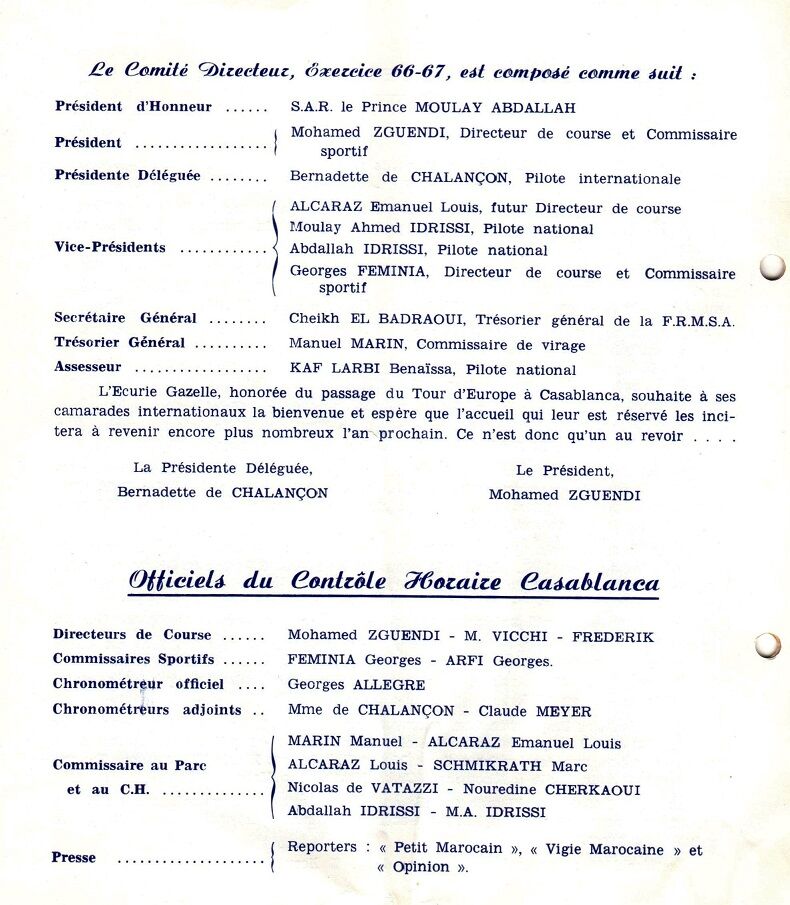 Le Comité Directeur, Exercice 66-67, est composé comme suit :
Président d'Honneur ...... S.A.R. le Prince MOULAY ABDALLAH
Président .................. Mohamed ZGUENDI, Directeur de course et Commissaire
sportif
Présidente Déléguée ........ Bernadette de CHALANÇON, Pilote internationale
ALCARAZ Emanuel Louis, futur Directeur de course
Moulay Ahmed IDRISSI, Pilote national
Vice-Présidents ............ Abdallah IDRISSI, Pilote national
Georges FEMINIA, Directeur de course et Commissaire
sportif
Secrétaire Général ........ Cheikh EL BADRAOUI, Trésorier général de la F.R.M.S.A.
Trésorier Général .......... Manuel MARIN, Commissaire de virage
Assesseur .................. KAF LARBI Benaïssa, Pilote national
L'Ecurie Gazelle, honorée du passage du Tour d'Europe à Casablanca, souhaite à ses
camarades internationaux la bienvenue et espère que l'accueil qui leur est réservé les inci-
tera à revenir encore plus nombreux l'an prochain. Ce n'est donc qu'un au revoir . . . .
La Présidente Déléguée, Le Président,
Bernadette de CHALANÇON Mohamed ZGUENDI
Officiels du Contrôle Horaire Casablanca
Directeurs de Course ...... Mohamed ZGUENDI - M. VICCHI - FREDERIK
Commissaires Sportifs ...... FEMINIA Georges - ARFI Georges.
Chronométreur officiel .... Georges ALLEGRE
Chronométreurs adjoints .. Mme de CHALANÇON - Claude MEYER
MARIN Manuel - ALCARAZ Emanuel Louis
Commissaire au Parc ALCARAZ Louis - SCHMIKRATH Marc
et au C.H. .............. Nicolas de VATAZZI - Nouredine CHERKAOUI
Abdallah IDRISSI - M.A. IDRISSI
Presse .................... Reporters : « Petit Marocain », « Vigie Marocaine » et
« Opinion ».